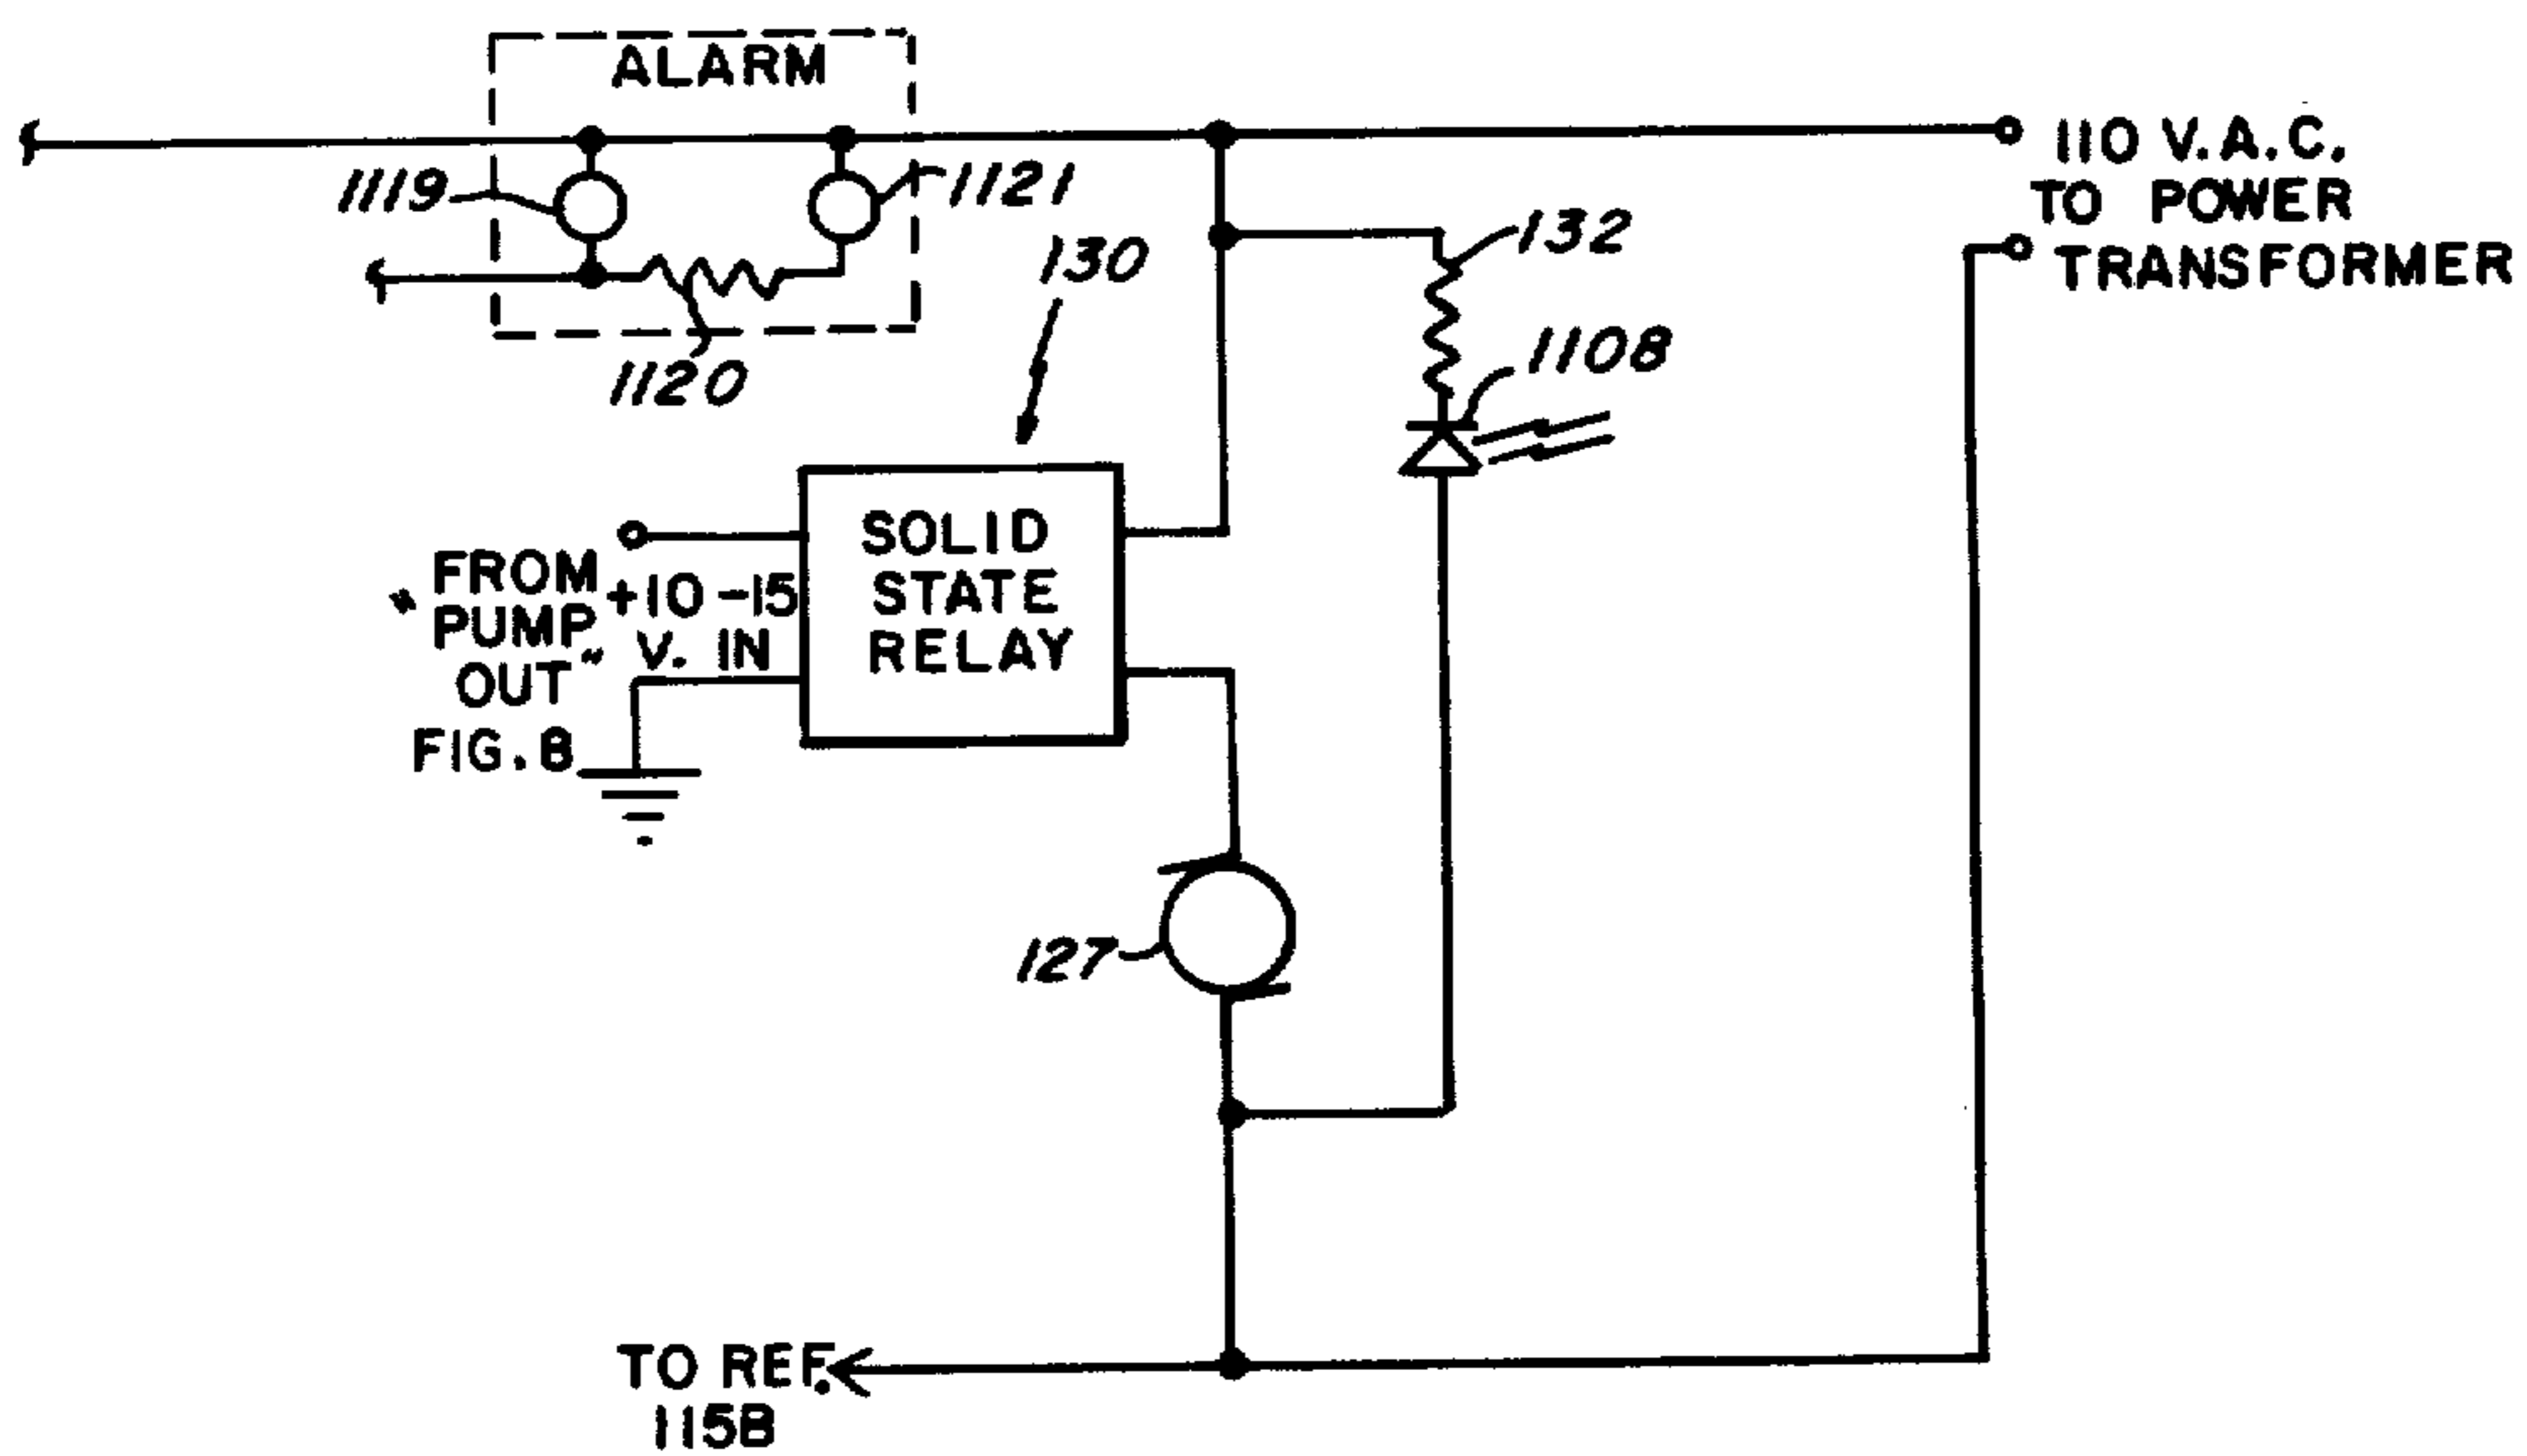 ALARM
110 V.A.C.
TO POWER
TRANSFORMER
1119
1121
132
130
1108
1120
SOLID
STATE
RELAY
"FROM
PUMP
OUT"
FIG. 8
+10-15
V. IN
127
TO REF.
115B